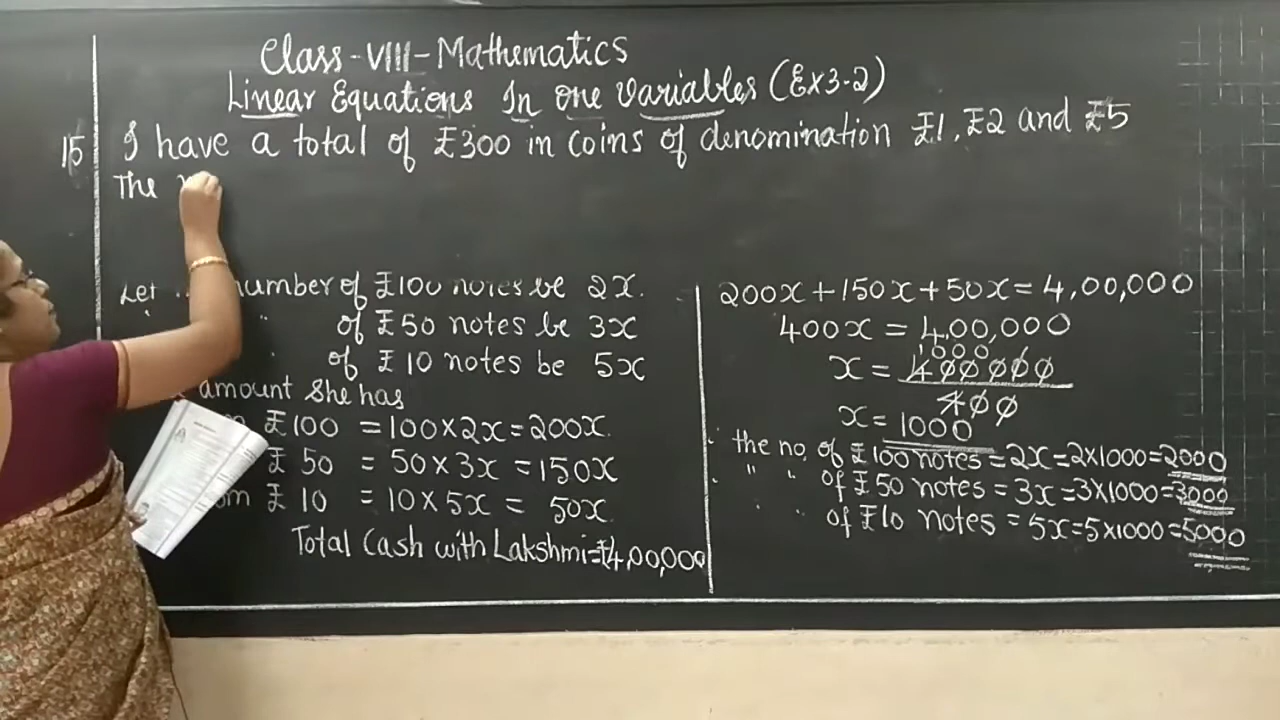 Class-VIII-Mathematics
Linear Equations In One Variables (Ex3-2)
15 I have a total of ₹300 in coins of denomination ₹1, ₹2 and ₹5
The
Let number of ₹100 notes be 2x.
" of ₹50 notes be 3x
of ₹10 notes be 5x
amount She has
₹100 = 100×2x = 200x.
₹ 50 = 50×3x = 150x
₹ 10 = 10×5x = 50x
Total Cash with Lakshmi = ₹4,00,000
200x + 150x + 50x = 4,00,000
400x = 4,00,000
1000
x = 400000
400
x = 1000
the no. of ₹100 notes = 2x = 2×1000 = 2000
" " of ₹50 notes = 3x = 3×1000 = 3000
" " of ₹10 notes = 5x = 5×1000 = 5000